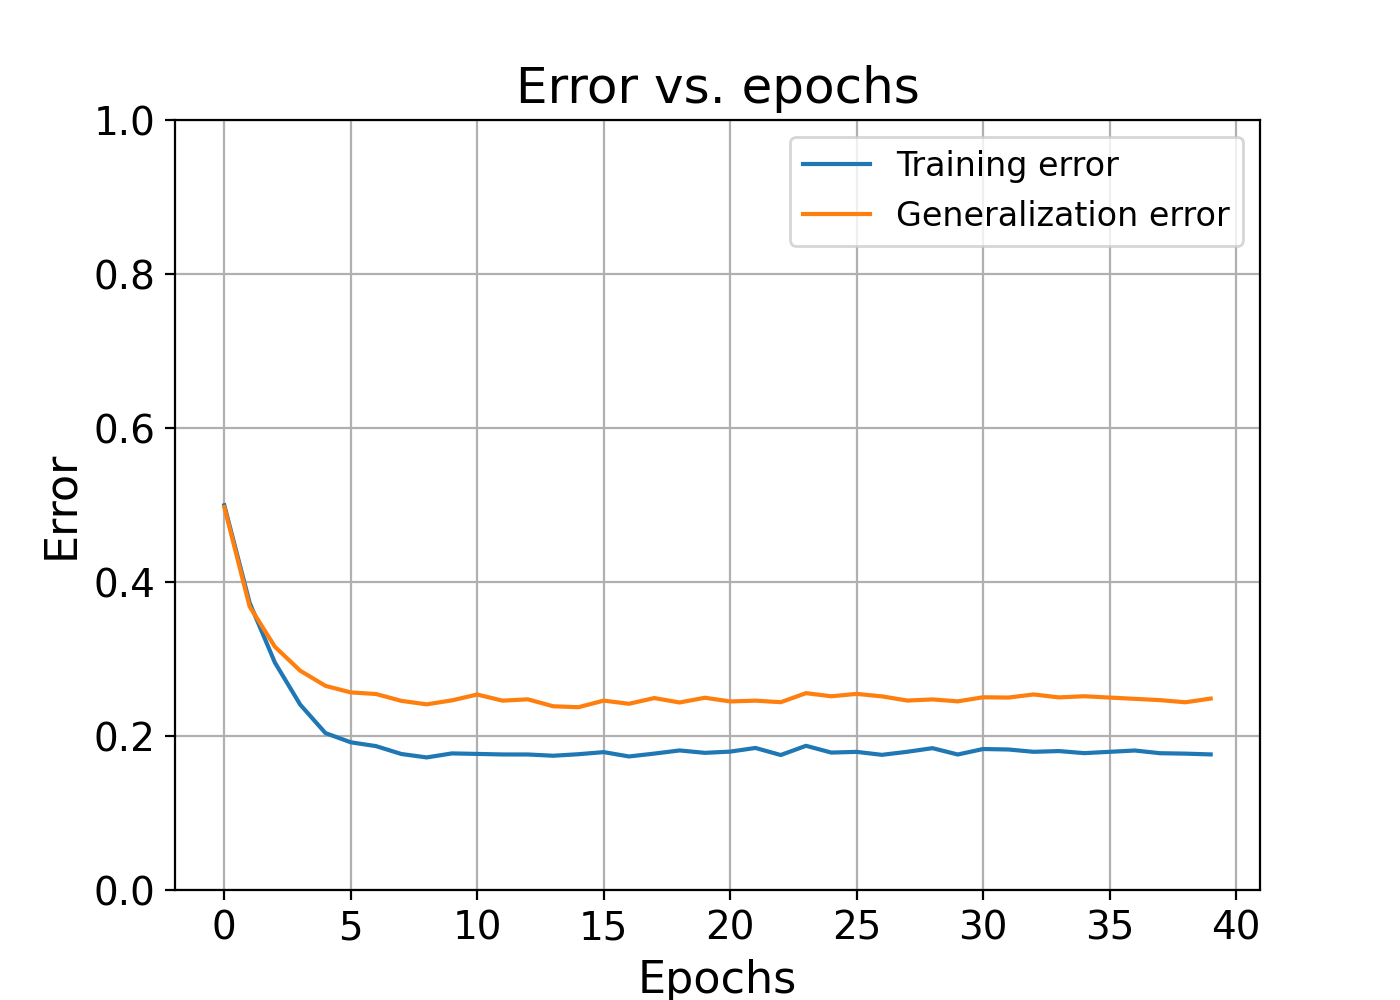 Error vs. epochs
1.0
0.8
0.6
0.4
0.2
0.0
Error
Training error
Generalization error
0 5 10 15 20 25 30 35 40
Epochs